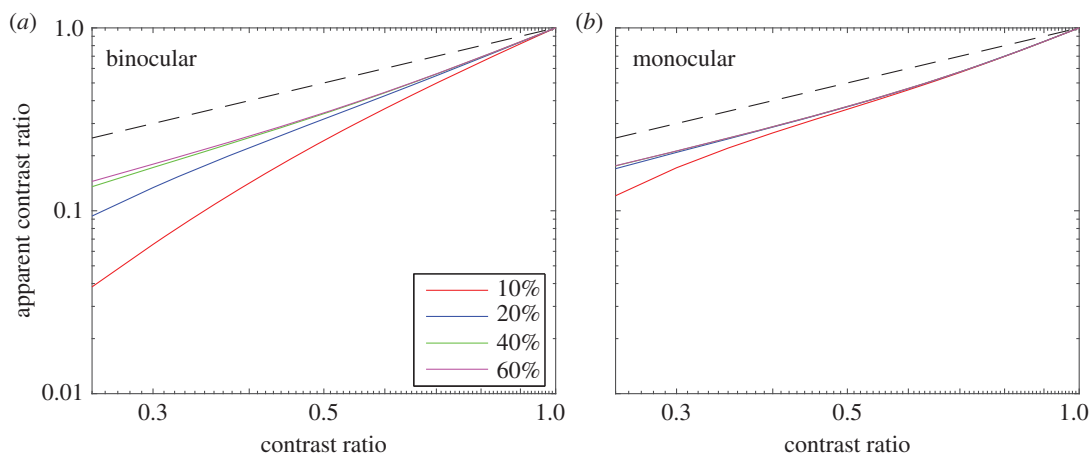 (a)
1.0
binocular
0.1
0.01
apparent contrast ratio
10%
20%
40%
60%
0.3
0.5
1.0
contrast ratio
(b)
monocular
0.3
0.5
1.0
contrast ratio